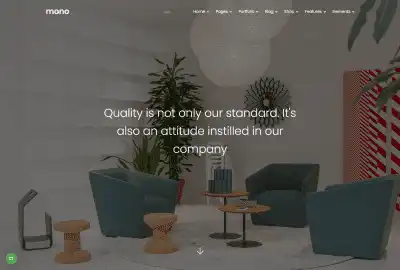 mono
Home Pages Portfolio Blog Shop Features Elements
Quality is not only our standard. It's
also an attitude instilled in our
company